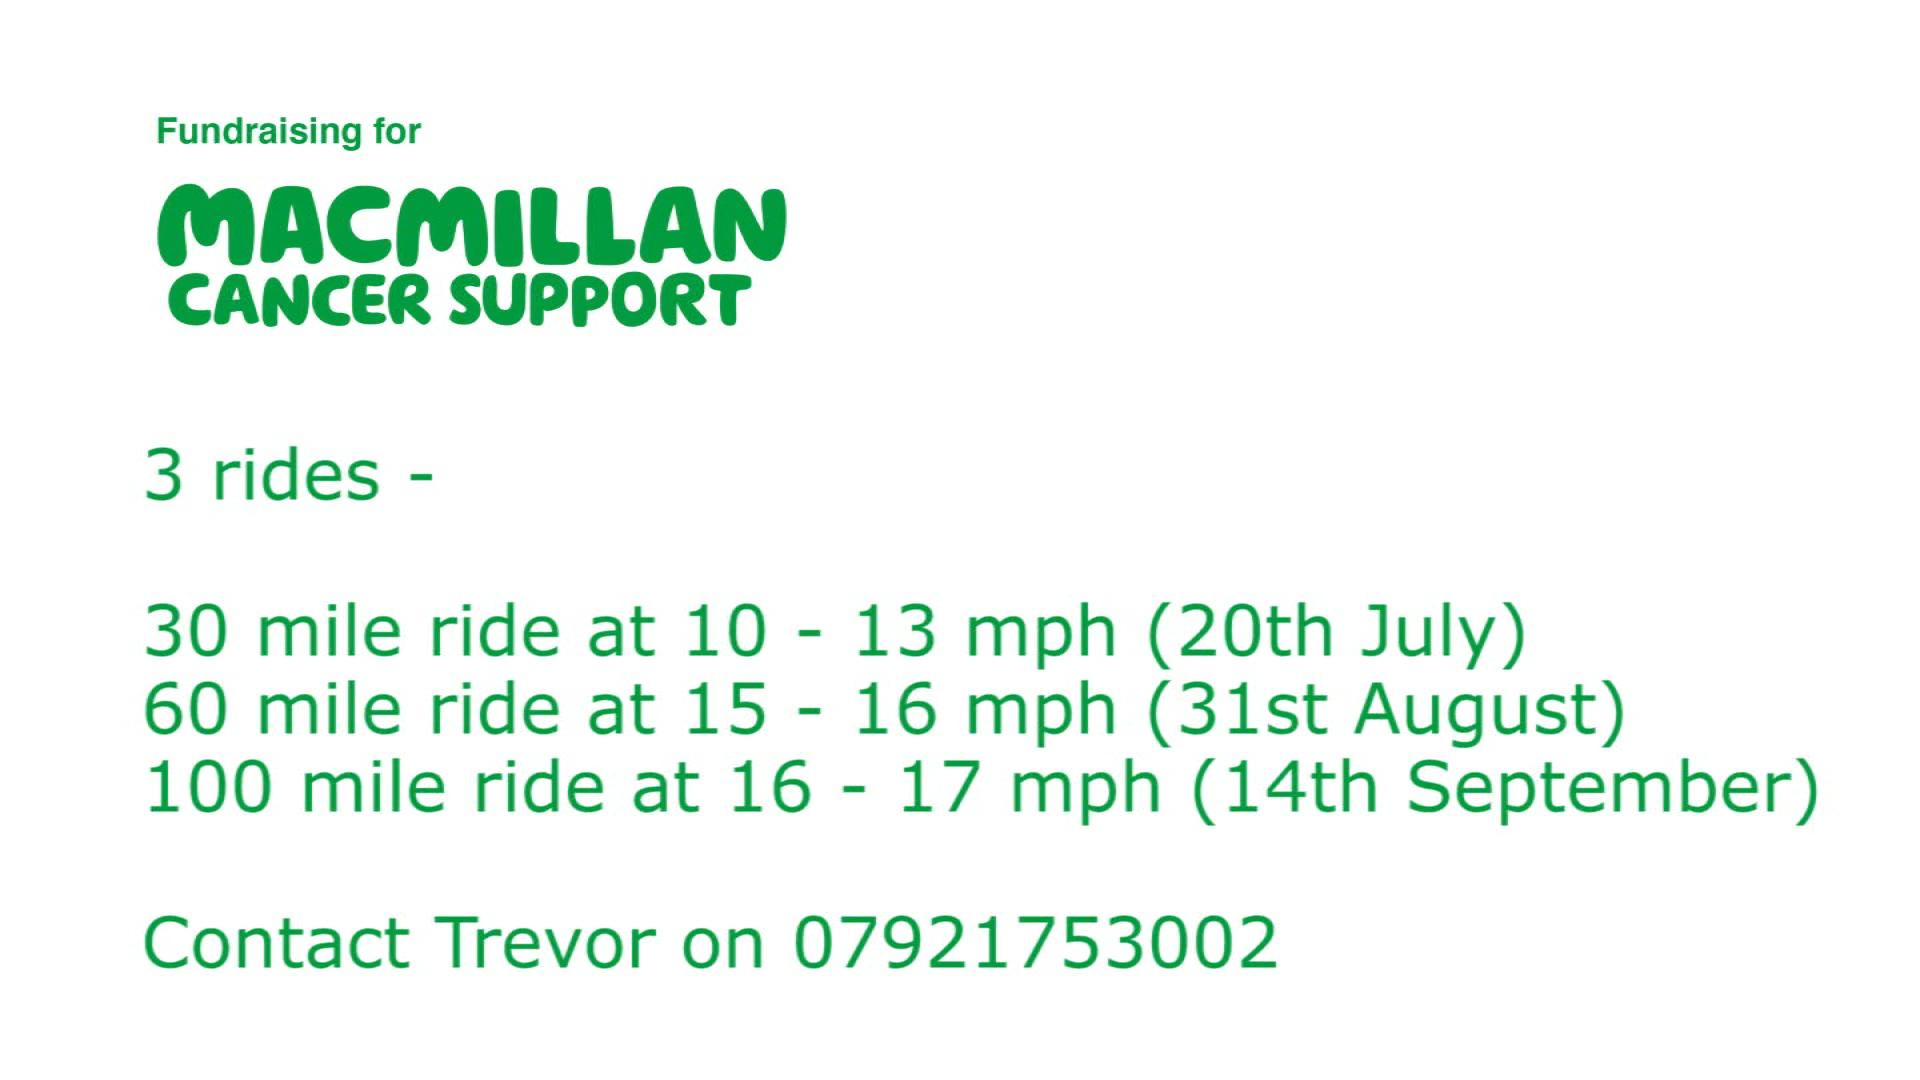 Fundraising for
MACMILLAN
CANCER SUPPORT
3 rides -
30 mile ride at 10 - 13 mph (20th July)
60 mile ride at 15 - 16 mph (31st August)
100 mile ride at 16 - 17 mph (14th September)
Contact Trevor on 07921753002